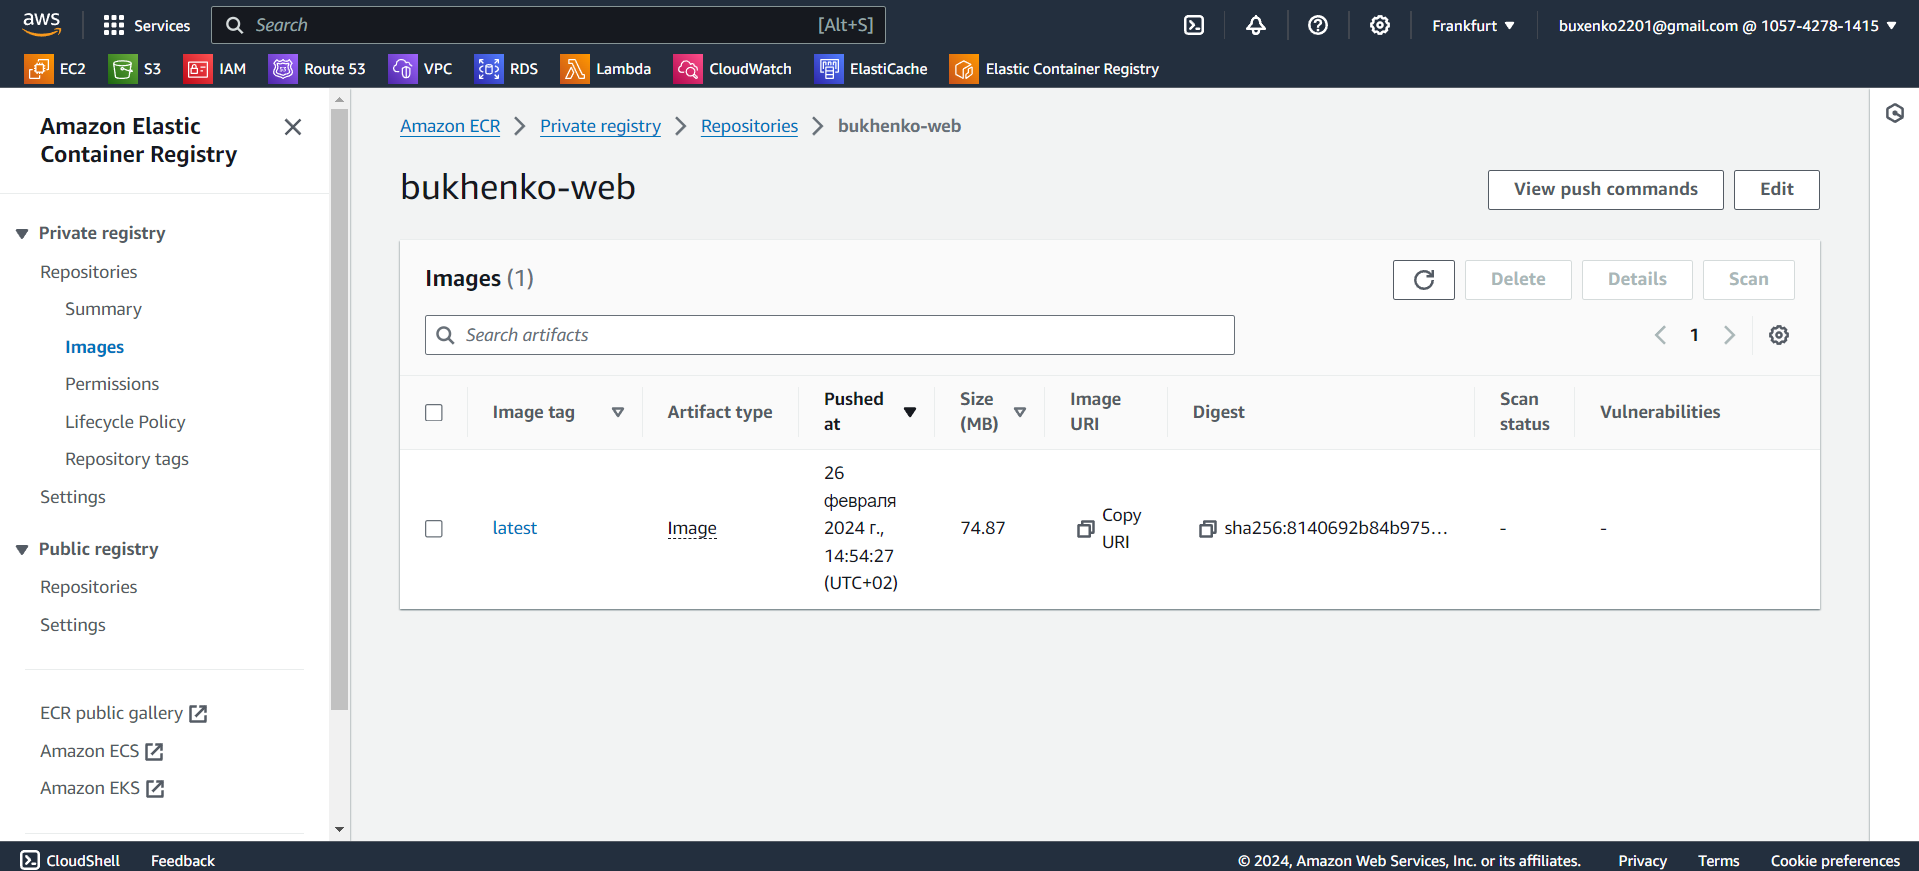 aws
Services
Search [Alt+S]
Frankfurt
buxenko2201@gmail.com @ 1057-4278-1415
EC2
S3
IAM
Route 53
VPC
RDS
Lambda
CloudWatch
ElastiCache
Elastic Container Registry
Amazon Elastic
Container Registry
Private registry
Repositories
Summary
Images
Permissions
Lifecycle Policy
Repository tags
Settings
Public registry
Repositories
Settings
ECR public gallery
Amazon ECS
Amazon EKS
Amazon ECR
Private registry
Repositories
bukhenko-web
bukhenko-web
View push commands
Edit
Images (1)
Delete
Details
Scan
Search artifacts
1
Image tag
Artifact type
Pushed
at
Size
(MB)
Image
URI
Digest
Scan
status
Vulnerabilities
latest
Image
26
февраля
2024 г.,
14:54:27
(UTC+02)
74.87
Copy
URI
sha256:8140692b84b975...
-
-
CloudShell
Feedback
© 2024, Amazon Web Services, Inc. or its affiliates.
Privacy
Terms
Cookie preferences